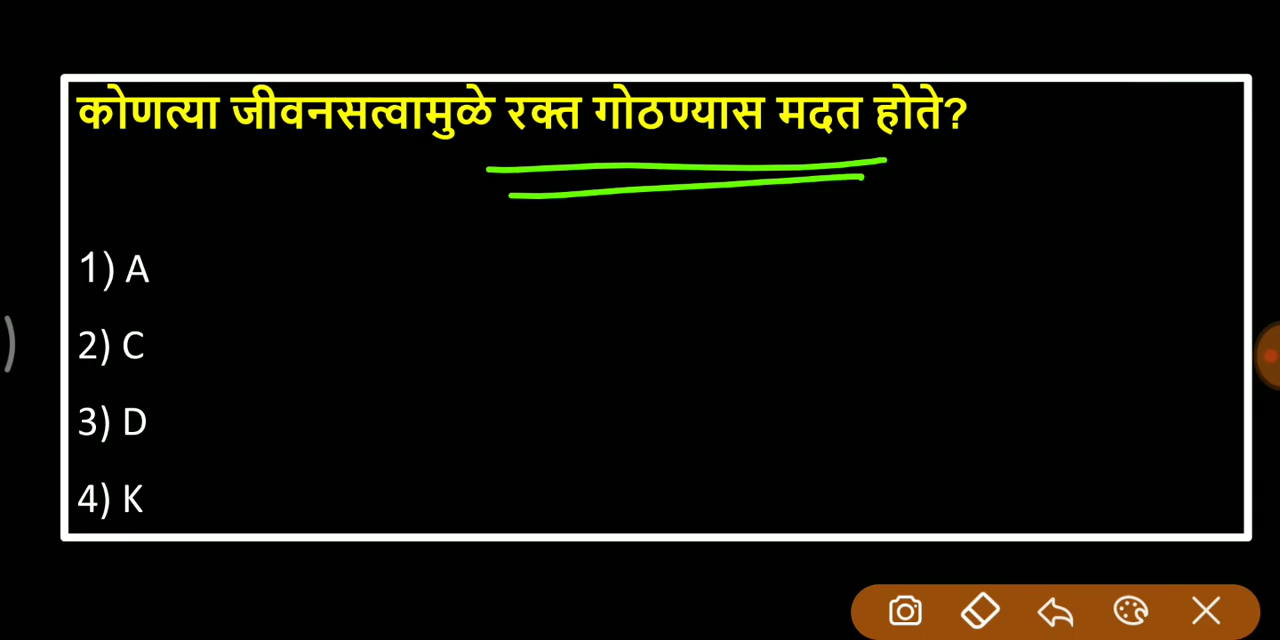 कोणत्या जीवनसत्वामुळे रक्त गोठण्यास मदत होते?
1) A
2) C
3) D
4) K